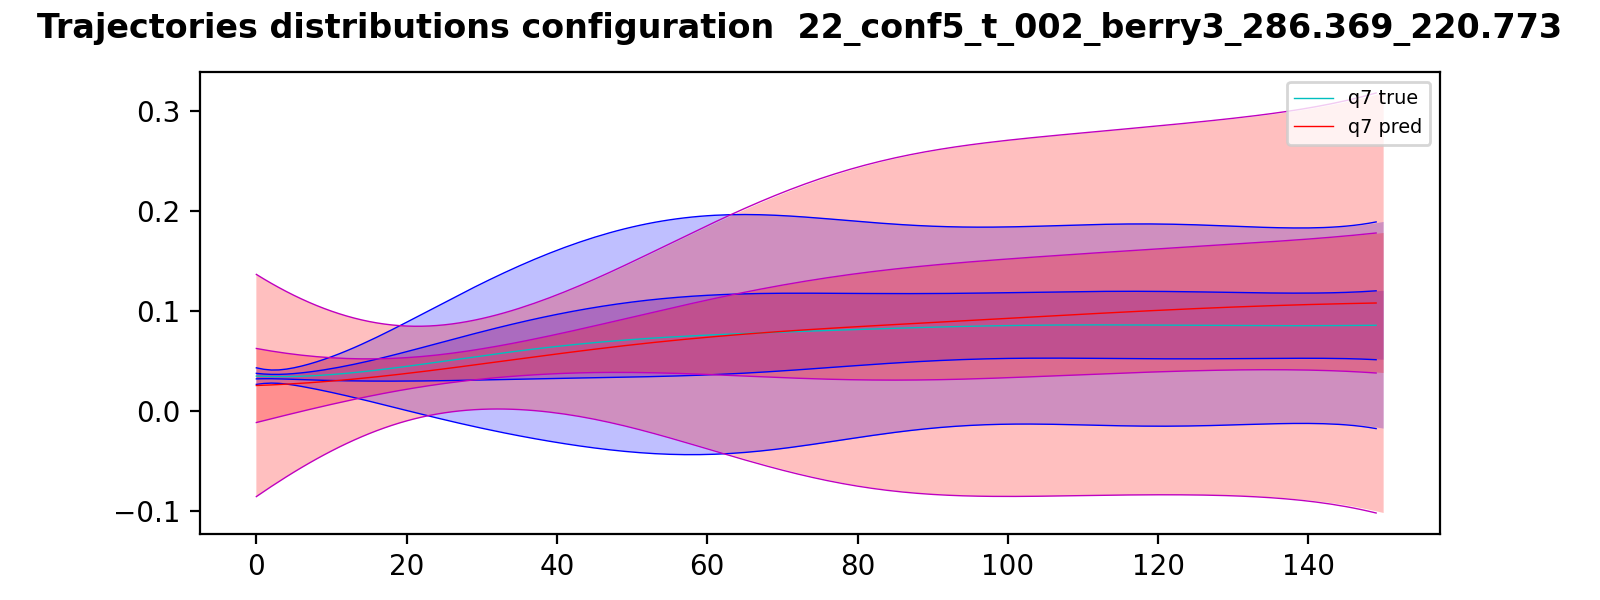 Trajectories distributions configuration  22_conf5_t_002_berry3_286.369_220.773
q7 true
q7 pred
0.3
0.2
0.1
0.0
−0.1
0 20 40 60 80 100 120 140